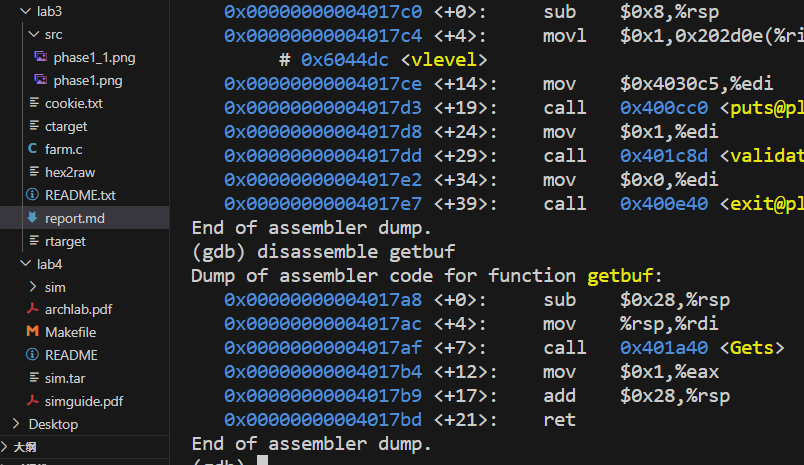 lab3
src
phase1_1.png
phase1.png
cookie.txt
ctarget
farm.c
hex2raw
README.txt
report.md
rtarget
lab4
sim
archlab.pdf
Makefile
README
sim.tar
simguide.pdf
Desktop
大纲
0x00000000004017c0 <+0>: sub $0x8,%rsp
0x00000000004017c4 <+4>: movl $0x1,0x202d0e(%ri
# 0x6044dc <vlevel>
0x00000000004017ce <+14>: mov $0x4030c5,%edi
0x00000000004017d3 <+19>: call 0x400cc0 <puts@pl
0x00000000004017d8 <+24>: mov $0x1,%edi
0x00000000004017dd <+29>: call 0x401c8d <validat
0x00000000004017e2 <+34>: mov $0x0,%edi
0x00000000004017e7 <+39>: call 0x400e40 <exit@pl
End of assembler dump.
(gdb) disassemble getbuf
Dump of assembler code for function getbuf:
0x00000000004017a8 <+0>: sub $0x28,%rsp
0x00000000004017ac <+4>: mov %rsp,%rdi
0x00000000004017af <+7>: call 0x401a40 <Gets>
0x00000000004017b4 <+12>: mov $0x1,%eax
0x00000000004017b9 <+17>: add $0x28,%rsp
0x00000000004017bd <+21>: ret
End of assembler dump.
(gdb)